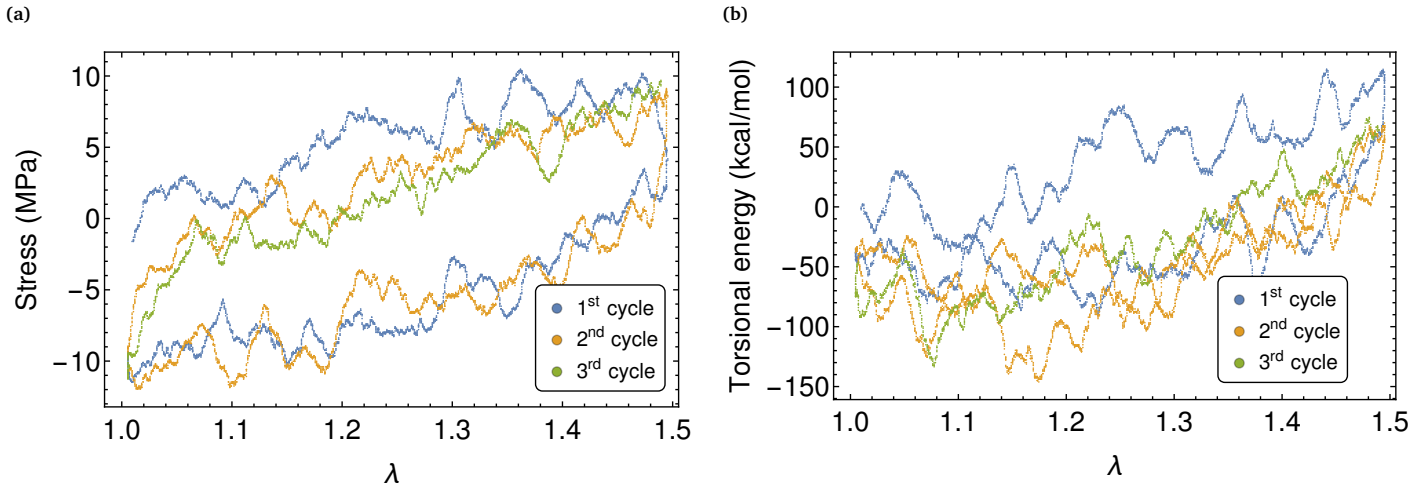 (a)
(b)
Stress (MPa)
10
5
0
−5
−10
1.0 1.1 1.2 1.3 1.4 1.5
λ
1st cycle
2nd cycle
3rd cycle
Torsional energy (kcal/mol)
100
50
0
−50
−100
−150
1.0 1.1 1.2 1.3 1.4 1.5
λ
1st cycle
2nd cycle
3rd cycle